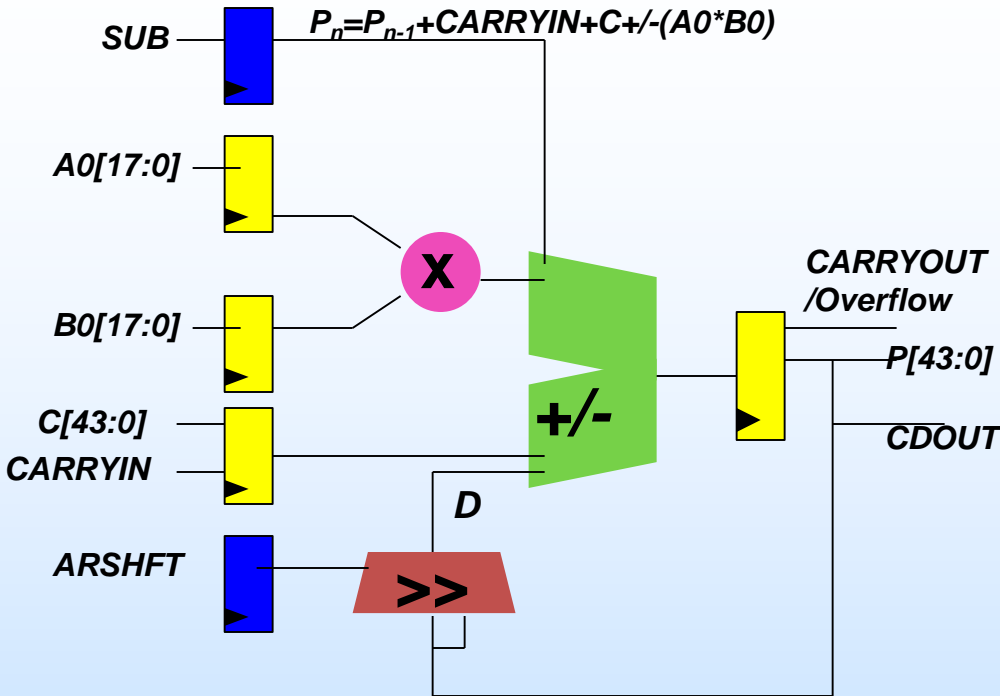 SUB
Pn=Pn-1+CARRYIN+C+/-(A0*B0)
A0[17:0]
X
B0[17:0]
CARRYOUT
/Overflow
P[43:0]
C[43:0]
+/-
CDOUT
CARRYIN
D
ARSHFT
>>